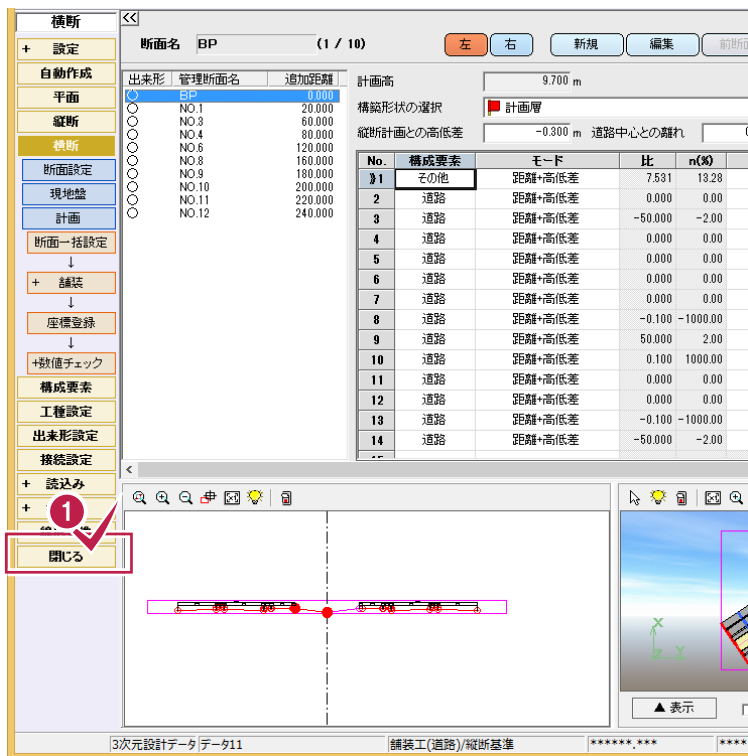 横断
<<
+ 設定
自動作成
平面
縦断
横断
断面設定
現地盤
計画
断面一括設定
↓
+ 舗装
↓
座標登録
↓
+数値チェック
構成要素
工種設定
出来形設定
接続設定
+ 読込み
+
1
閉じる
断面名 BP (1 / 10)
左 右 新規 編集 前断面
出来形 管理断面名 追加距離
BP 0.000
NO.1 20.000
NO.3 60.000
NO.4 80.000
NO.6 120.000
NO.8 160.000
NO.9 180.000
NO.10 200.000
NO.11 220.000
NO.12 240.000
計画高 9.700 m
構築形状の選択 計画層
縦断計画との高低差 -0.300 m 道路中心との離れ
No. 構成要素 モード 比 n(%)
1 その他 距離+高低差 7.531 13.28
2 道路 距離+高低差 0.000 0.00
3 道路 距離+高低差 -50.000 -2.00
4 道路 距離+高低差 0.000 0.00
5 道路 距離+高低差 0.000 0.00
6 道路 距離+高低差 0.000 0.00
7 道路 距離+高低差 0.000 0.00
8 道路 距離+高低差 -0.100 -1000.00
9 道路 距離+高低差 50.000 2.00
10 道路 距離+高低差 0.100 1000.00
11 道路 距離+高低差 0.000 0.00
12 道路 距離+高低差 0.000 0.00
13 道路 距離+高低差 -0.100 -1000.00
14 道路 距離+高低差 -50.000 -2.00
<
X
Z Y
▲ 表示
3次元設計データ データ11 舗装工(道路)/縦断基準 ******.*** ****